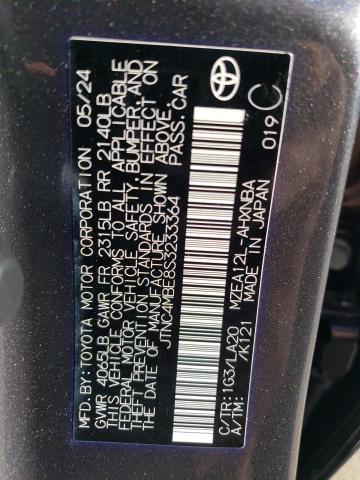 MFD. BY: TOYOTA MOTOR CORPORATION 05/24
GVWR 4065LB GAWR FR 2315LB RR 2140LB
THIS VEHICLE CONFORMS TO ALL APPLICABLE
FEDERAL MOTOR VEHICLE SAFETY, BUMPER, AND
THEFT PREVENTION STANDARDS IN EFFECT ON
THE DATE OF MANUFACTURE SHOWN ABOVE.
JTNC4MBE8S3233364 PASS.CAR
C/TR:1G3/LA20 MZEA12L-AHXNBA
A/TM: /K121 MADE IN JAPAN
019 C